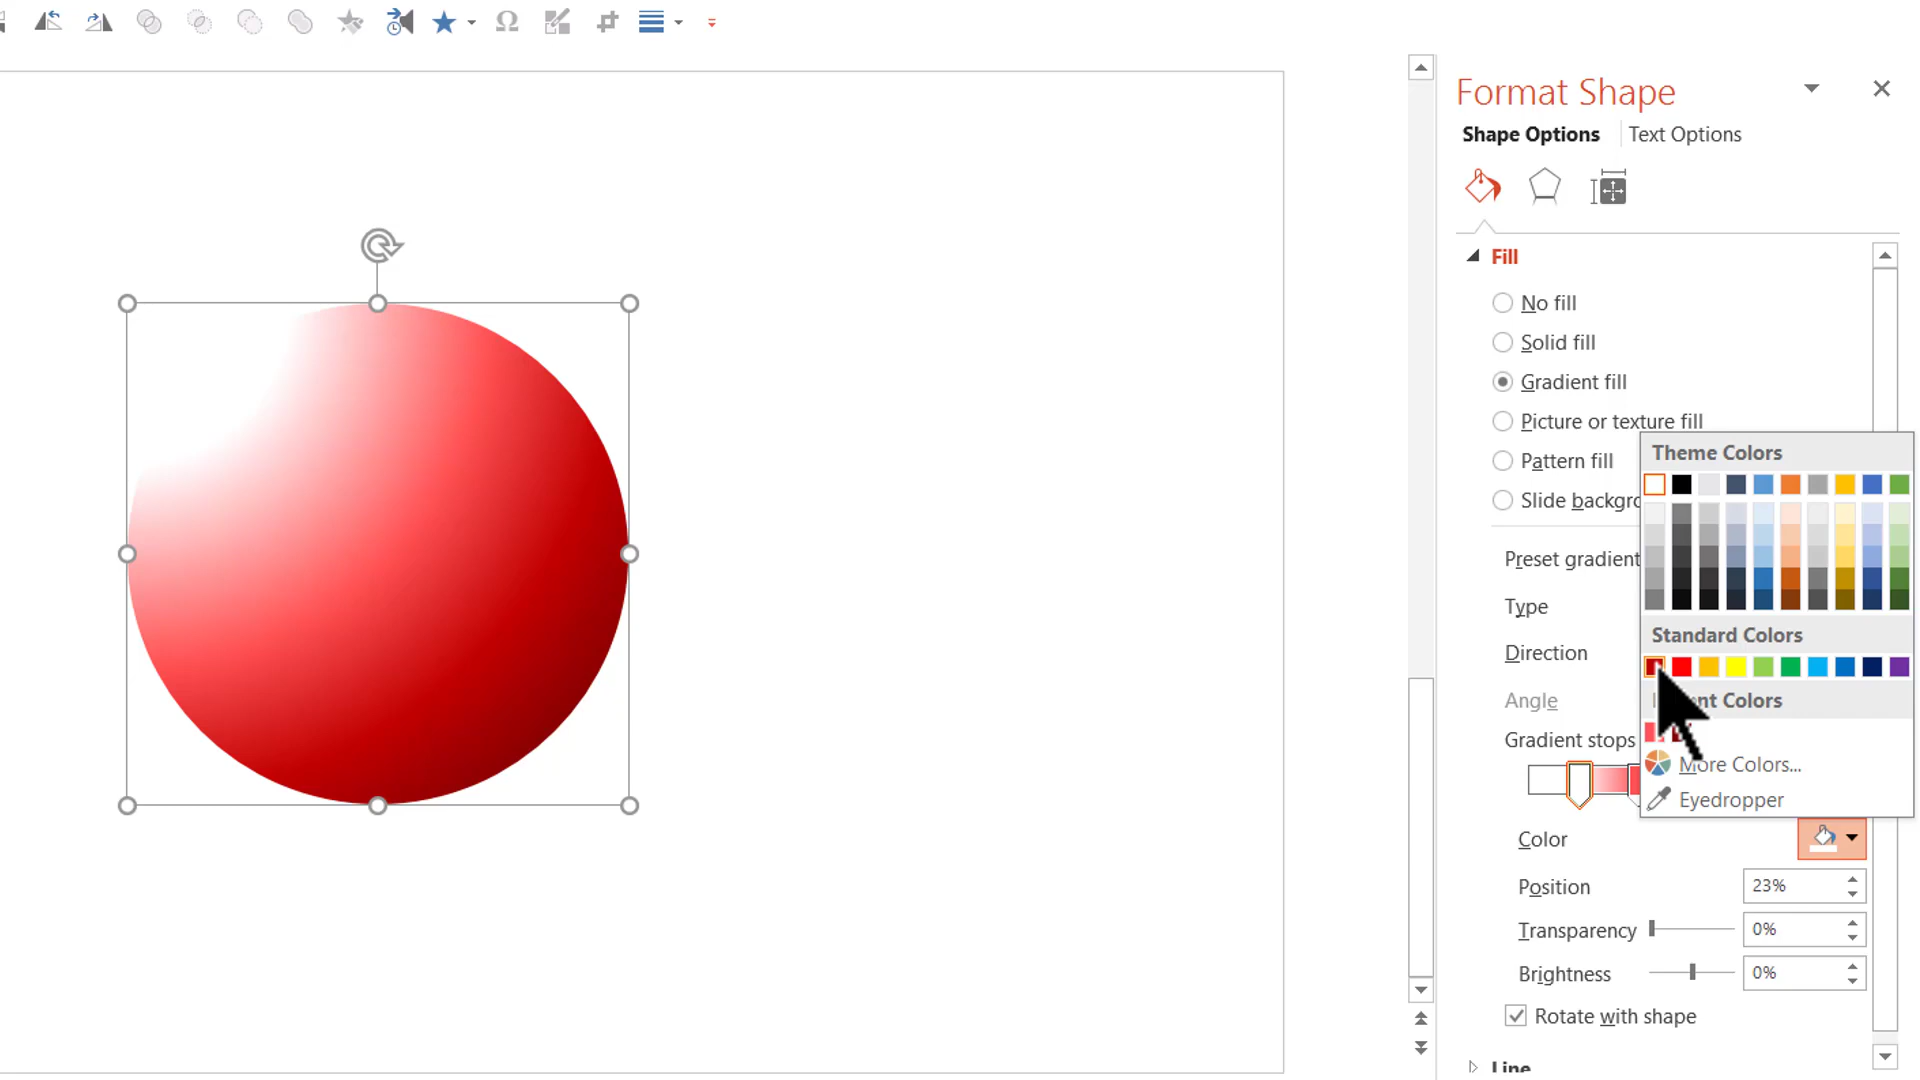 Format Shape
Shape Options
Text Options
Fill
No fill
Solid fill
Gradient fill
Picture or texture fill
Pattern fill
Slide backgro
Theme Colors
Preset gradient
Type
Standard Colors
Direction
Angle
nt Colors
Gradient stops
More Colors...
Eyedropper
Color
Position 23%
Transparency 0%
Brightness 0%
Rotate with shape
Line